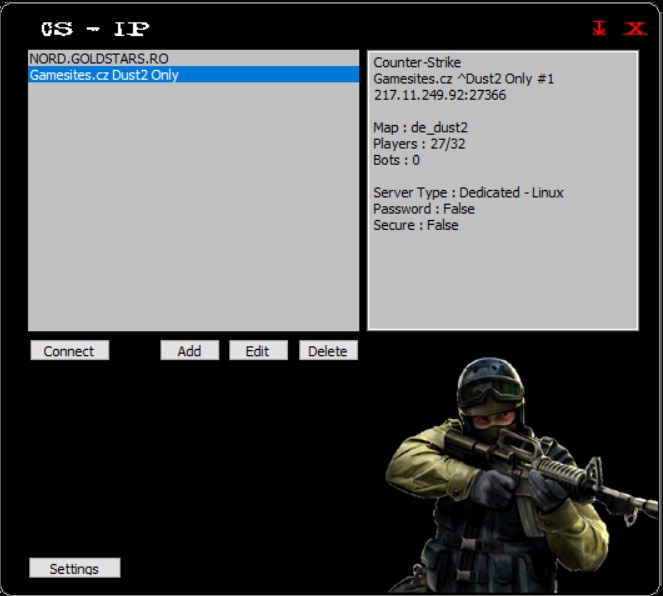 CS - IP
X
NORD.GOLDSTARS.RO
Gamesites.cz Dust2 Only
Counter-Strike
Gamesites.cz ^Dust2 Only #1
217.11.249.92:27366
Map : de_dust2
Players : 27/32
Bots : 0
Server Type : Dedicated - Linux
Password : False
Secure : False
Connect
Add
Edit
Delete
Settings